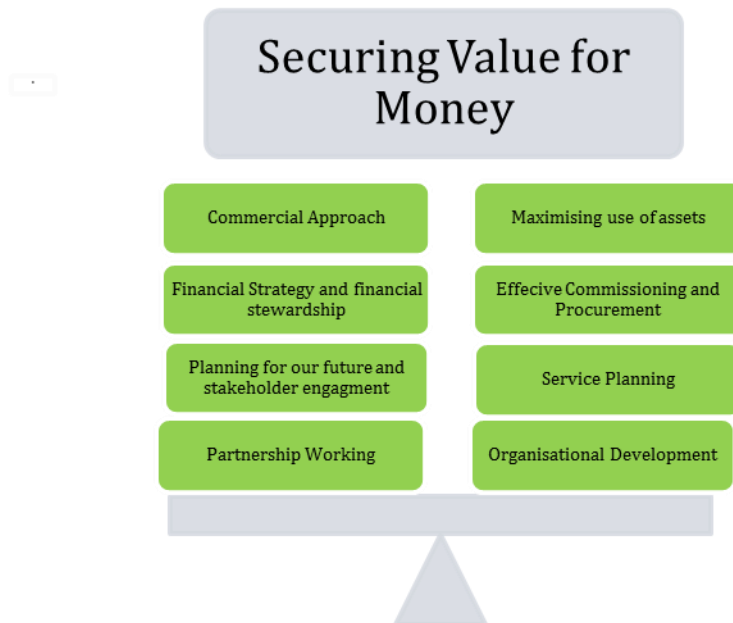 Securing Value for
Money
Commercial Approach
Maximising use of assets
Financial Strategy and financial
stewardship
Effecive Commissioning and
Procurement
Planning for our future and
stakeholder engagment
Service Planning
Partnership Working
Organisational Development